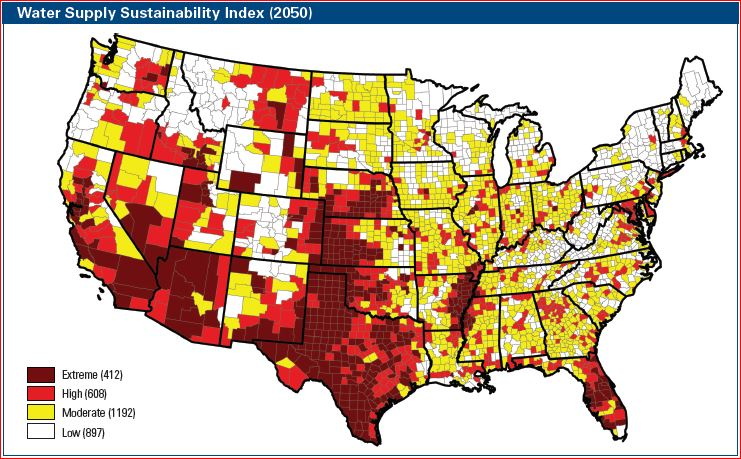 Water Supply Sustainability Index (2050)
Extreme (412)
High (608)
Moderate (1192)
Low (897)